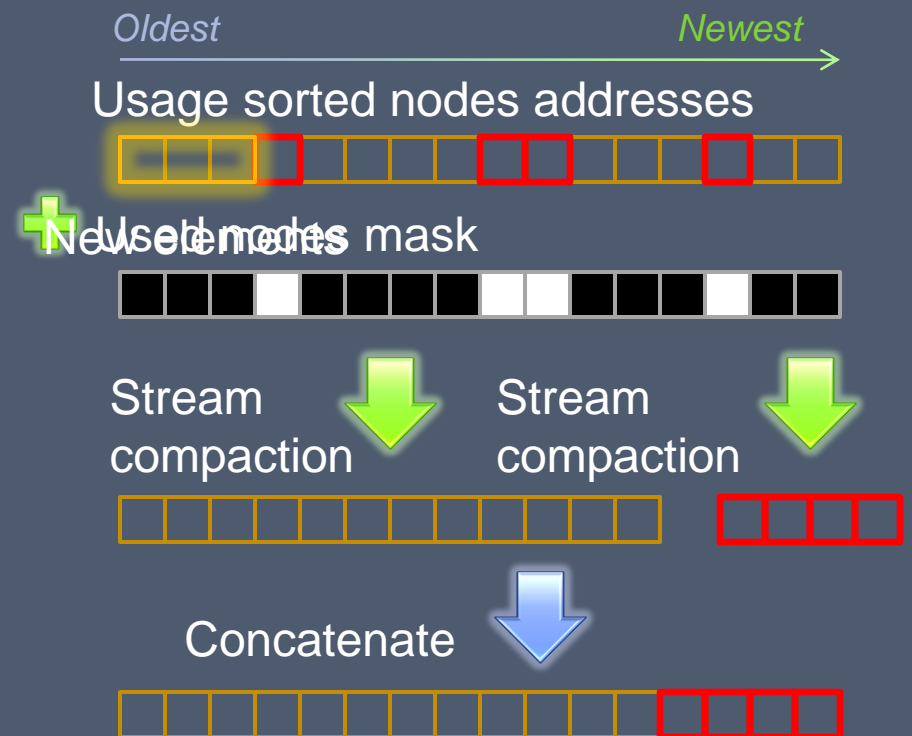 Oldest
Newest
Usage sorted nodes addresses
New elements
Used nodes mask
Stream
compaction
Stream
compaction
Concatenate